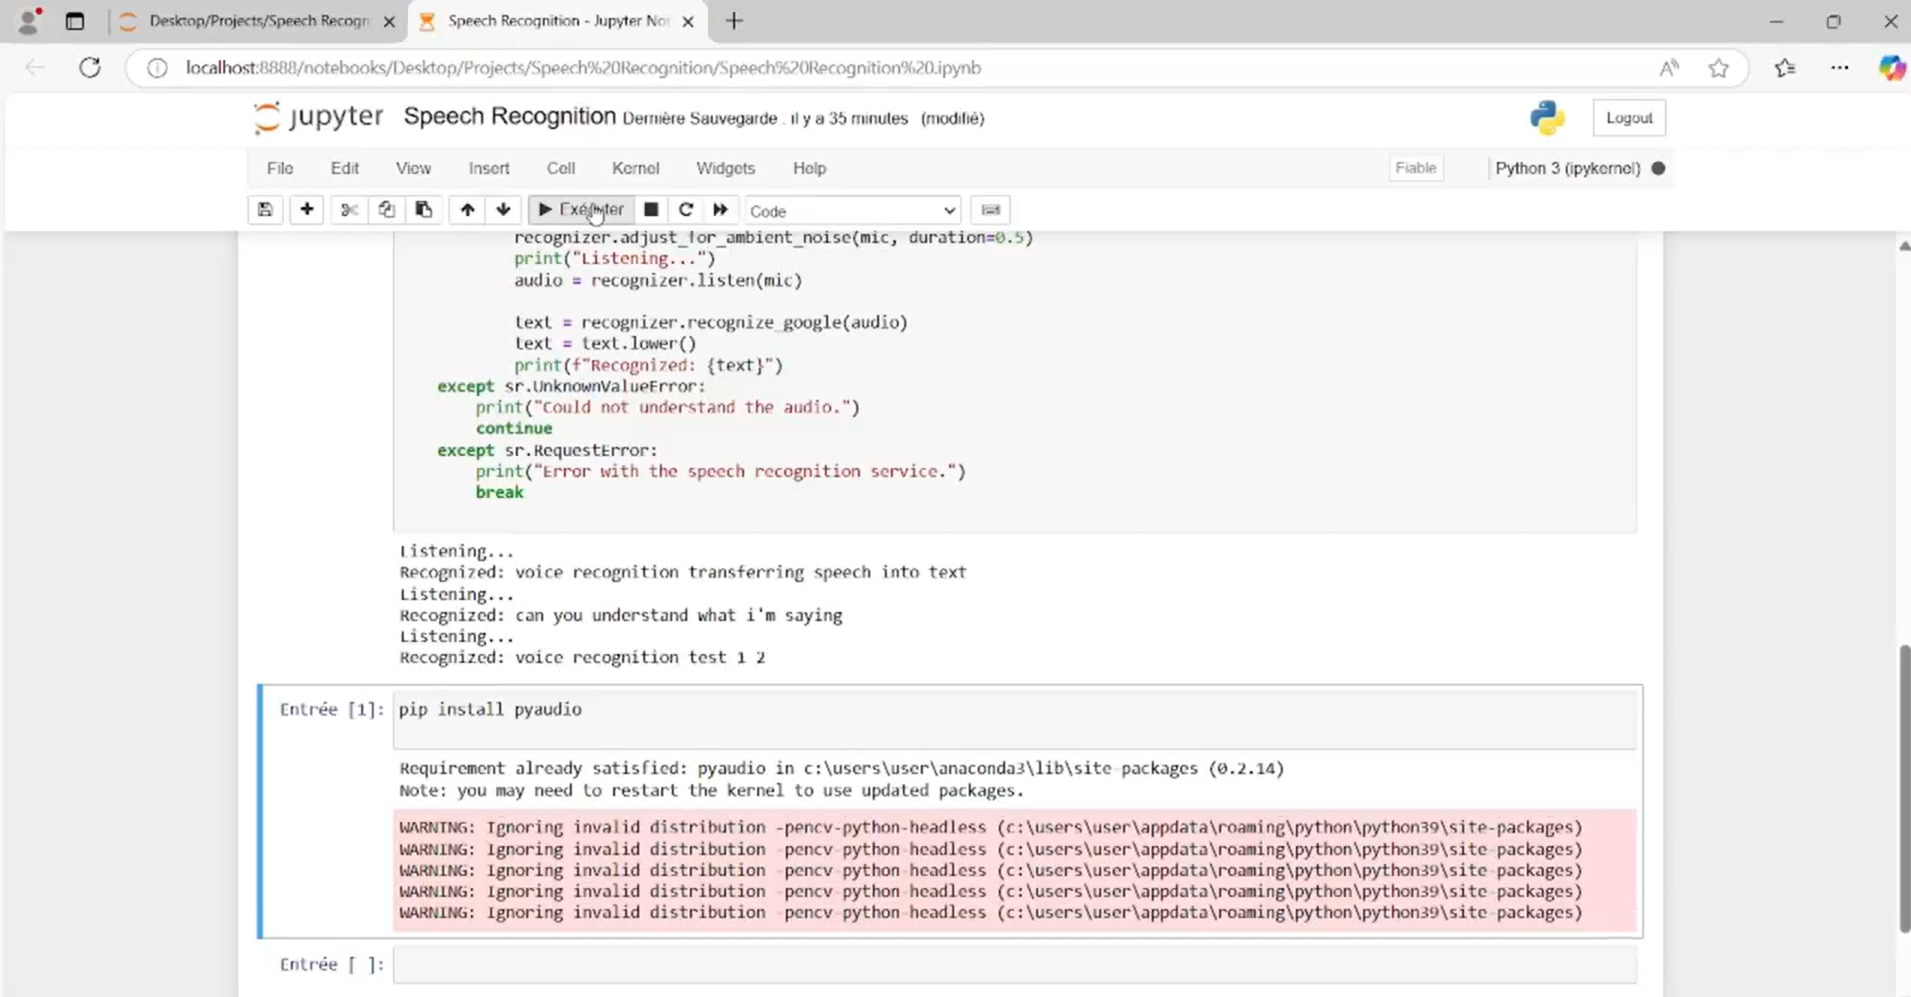 Desktop/Projects/Speech Recogn
Speech Recognition - Jupyter No
localhost:8888/notebooks/Desktop/Projects/Speech%20Recognition/Speech%20Recognition%20.ipynb
jupyter Speech Recognition Dernière Sauvegarde . il y a 35 minutes (modifié)
Logout
File Edit View Insert Cell Kernel Widgets Help
Fiable Python 3 (ipykernel)
Exécuter Code
recognizer.adjust_for_ambient_noise(mic, duration=0.5)
print("Listening...")
audio = recognizer.listen(mic)
text = recognizer.recognize_google(audio)
text = text.lower()
print(f"Recognized: {text}")
except sr.UnknownValueError:
print("Could not understand the audio.")
continue
except sr.RequestError:
print("Error with the speech recognition service.")
break
Listening...
Recognized: voice recognition transferring speech into text
Listening...
Recognized: can you understand what i'm saying
Listening...
Recognized: voice recognition test 1 2
Entrée [1]: pip install pyaudio
Requirement already satisfied: pyaudio in c:\users\user\anaconda3\lib\site-packages (0.2.14)
Note: you may need to restart the kernel to use updated packages.
WARNING: Ignoring invalid distribution -pencv-python-headless (c:\users\user\appdata\roaming\python\python39\site-packages)
WARNING: Ignoring invalid distribution -pencv-python-headless (c:\users\user\appdata\roaming\python\python39\site-packages)
WARNING: Ignoring invalid distribution -pencv-python-headless (c:\users\user\appdata\roaming\python\python39\site-packages)
WARNING: Ignoring invalid distribution -pencv-python-headless (c:\users\user\appdata\roaming\python\python39\site-packages)
WARNING: Ignoring invalid distribution -pencv-python-headless (c:\users\user\appdata\roaming\python\python39\site-packages)
Entrée [ ]: